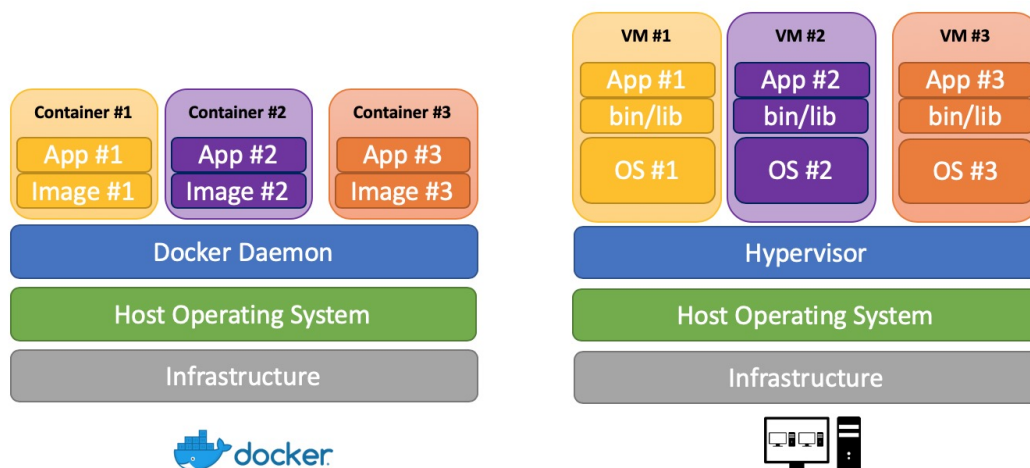 Container #1
App #1
Image #1
Container #2
App #2
Image #2
Container #3
App #3
Image #3
Docker Daemon
Host Operating System
Infrastructure
docker
VM #1
App #1
bin/lib
OS #1
VM #2
App #2
bin/lib
OS #2
VM #3
App #3
bin/lib
OS #3
Hypervisor
Host Operating System
Infrastructure